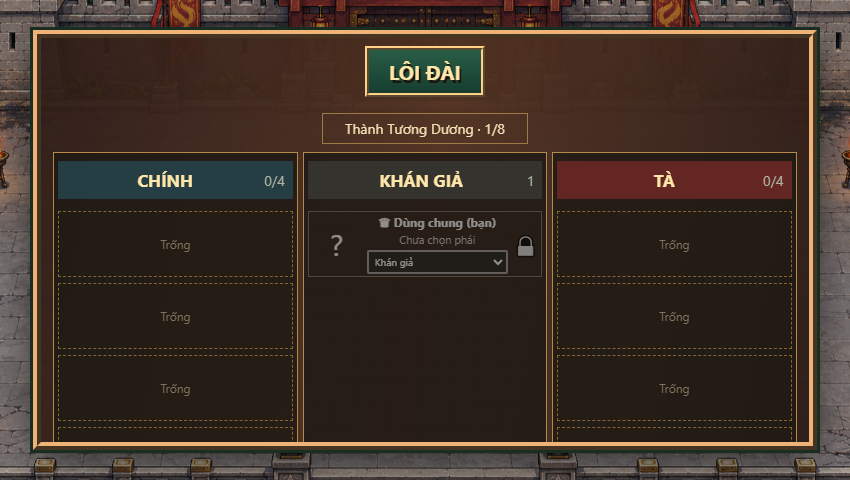 LÔI ĐÀI
Thành Tương Dương · 1/8
CHÍNH 0/4
Trống
Trống
Trống
KHÁN GIẢ 1
?
Dùng chung (bạn)
Chưa chọn phái
Khán giả
TÀ 0/4
Trống
Trống
Trống